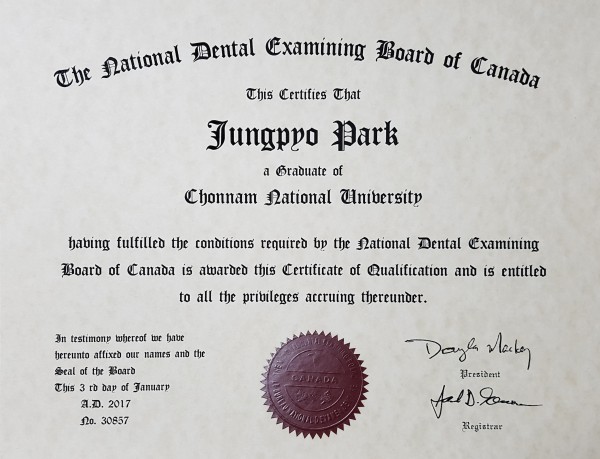 The National Dental Examining Board of Canada
This Certifies That
Jungpyo Park
a Graduate of
Chonnam National University
having fulfilled the conditions required by the National Dental Examining
Board of Canada is awarded this Certificate of Qualification and is entitled
to all the privileges accruing thereunder.
In testimony whereof we have
hereunto affixed our names and the
Seal of the Board
This 3 rd day of January
A.D. 2017
No. 30857
CANADA
President
Registrar